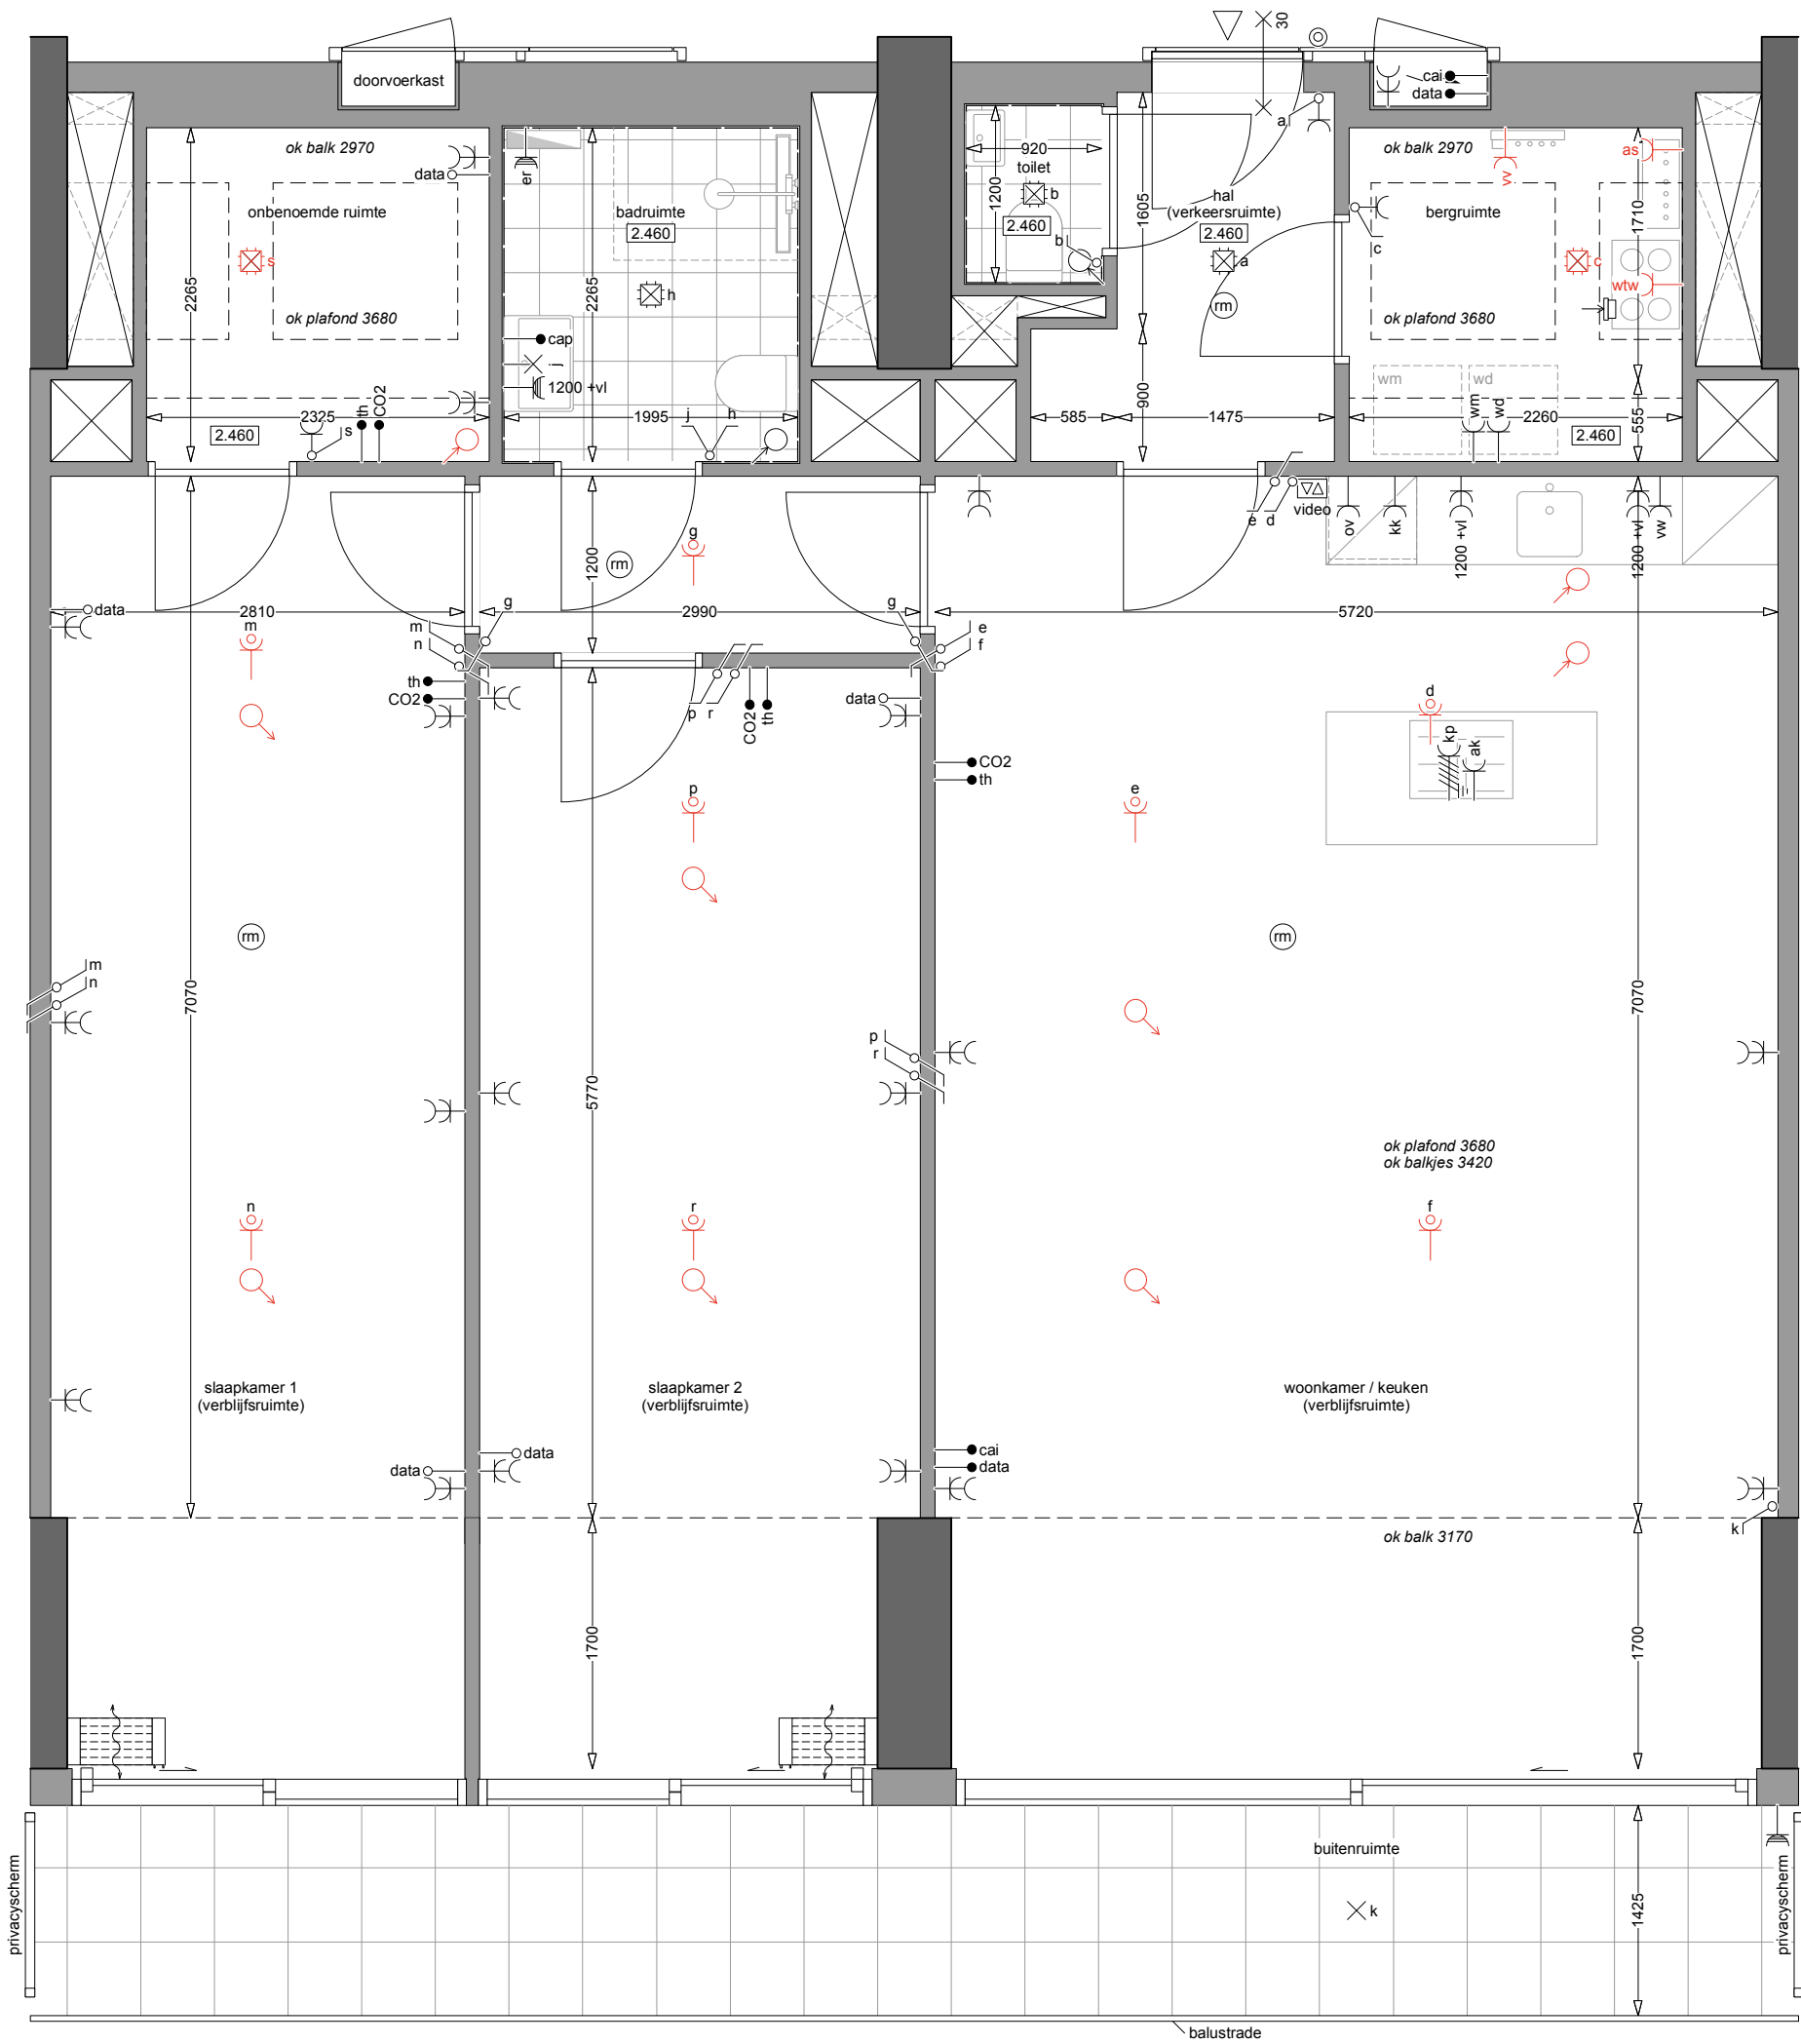 30
doorvoerkast
cai
data
a
ok balk 2970
data
er
920
toilet
b
1200
2.460
b
1605
hal
(verkeersruimte)
2.460
a
rm
ok balk 2970
vv
as
1710
onbenoemde ruimte
badruimte
2.460
bergruimte
c
s
h
c
wtw
2265
2265
ok plafond 3680
ok plafond 3680
cap
j
1200 +vl
900
wm
wd
2325
th
CO2
s
2.460
1995
j
h
585
1475
2260
wm
wd
2.460
555
g
rm
1200
e
d
video
ov
kk
1200 +vl
1200 +vl
vw
data
2810
g
2990
g
5720
m
m
n
e
f
th
CO2
p
r
CO2
th
data
d
kp
ak
CO2
th
p
e
rm
rm
m
n
7070
5770
7070
p
r
ok plafond 3680
ok balkjes 3420
n
r
f
slaapkamer 1
(verblijfsruimte)
slaapkamer 2
(verblijfsruimte)
woonkamer / keuken
(verblijfsruimte)
data
data
cai
data
k
ok balk 3170
1700
1700
buitenruimte
privacyscherm
privacyscherm
k
1425
balustrade